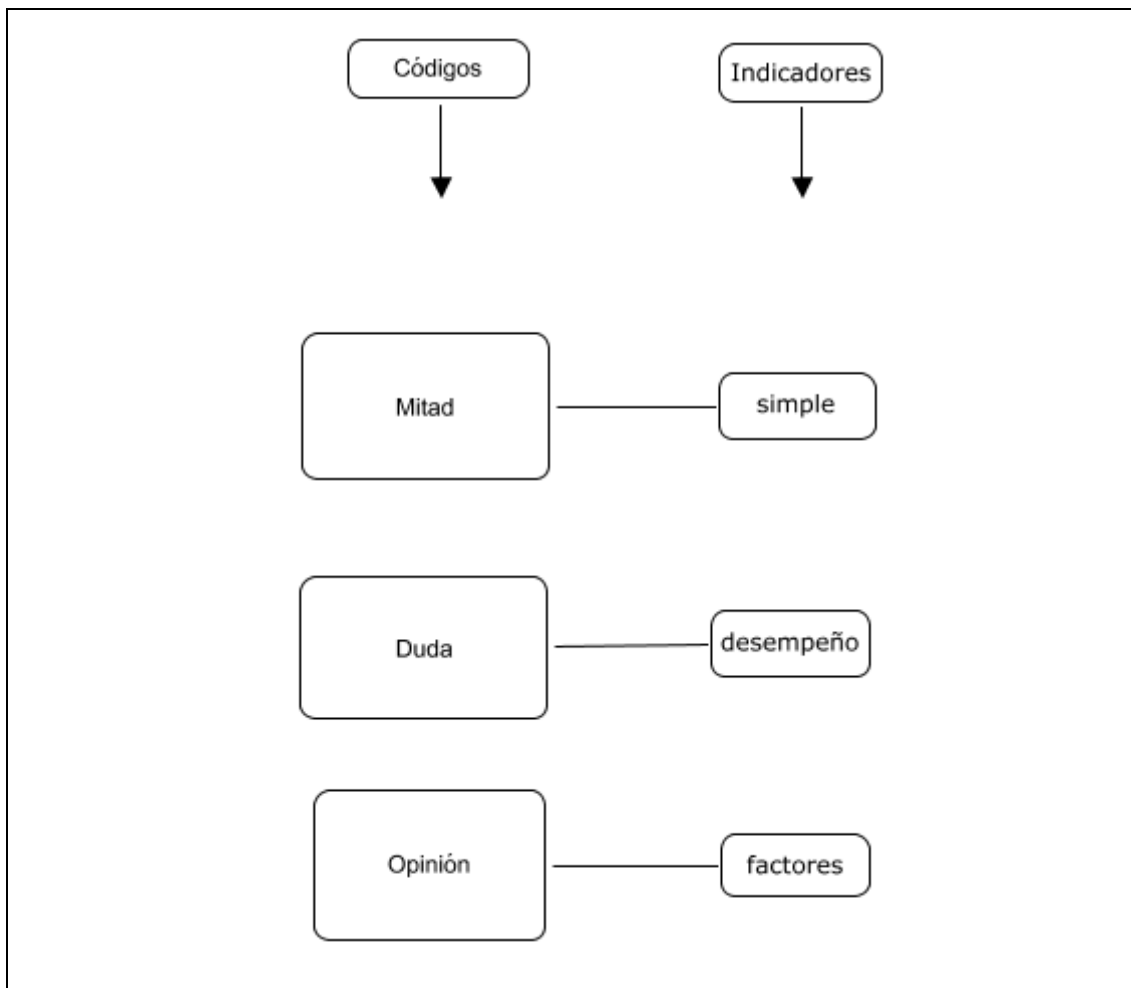 Códigos
Indicadores
Mitad
simple
Duda
desempeño
Opinión
factores